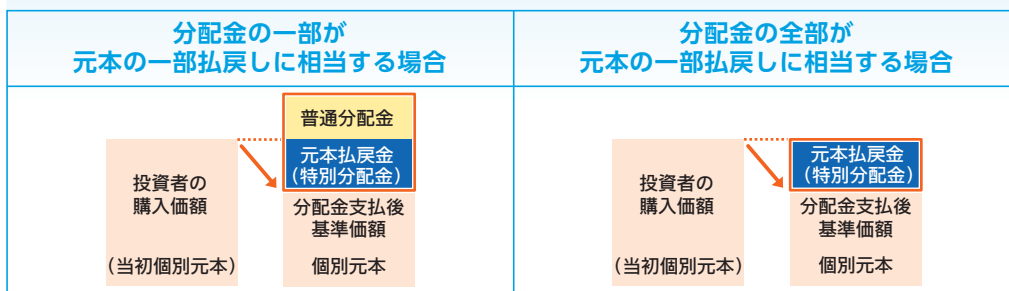 分配金の一部が
元本の一部払戻しに相当する場合
分配金の全部が
元本の一部払戻しに相当する場合
投資者の
購入価額
（当初個別元本）
普通分配金
元本払戻金
（特別分配金）
分配金支払後
基準価額
個別元本
投資者の
購入価額
（当初個別元本）
元本払戻金
（特別分配金）
分配金支払後
基準価額
個別元本